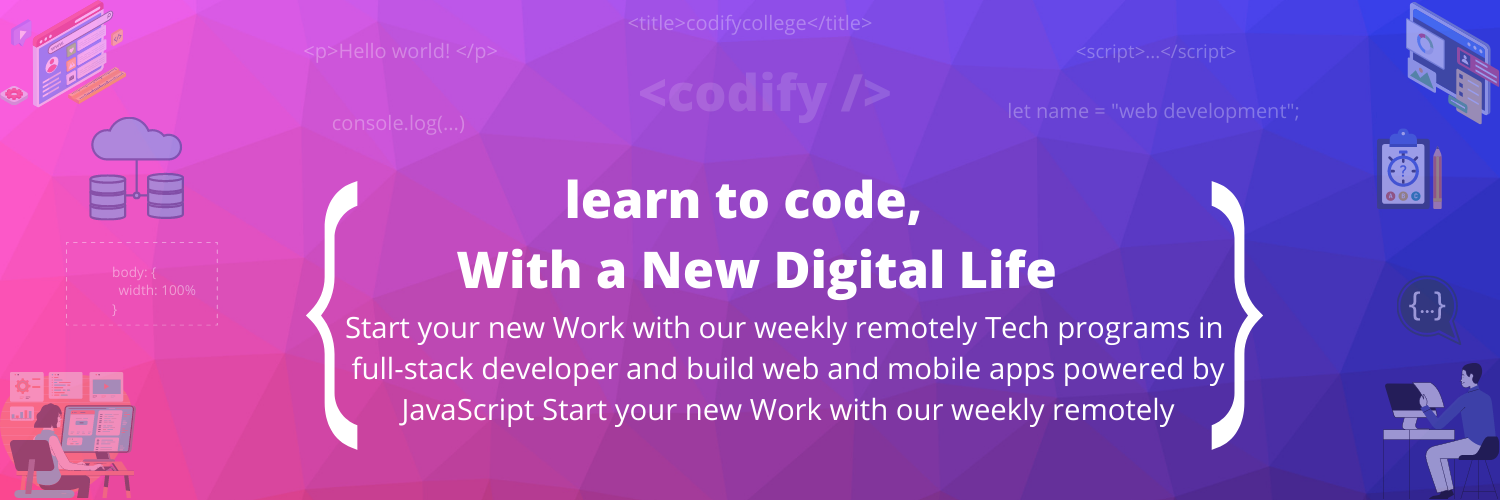 <title>codifycollege</title>
<p>Hello world! </p>
<script>...</script>
<codify />
let name = "web development";
console.log(...)
learn to code,
With a New Digital Life
body: {
width: 100%
}
{...}
Start your new Work with our weekly remotely Tech programs in
full-stack developer and build web and mobile apps powered by
JavaScript Start your new Work with our weekly remotely